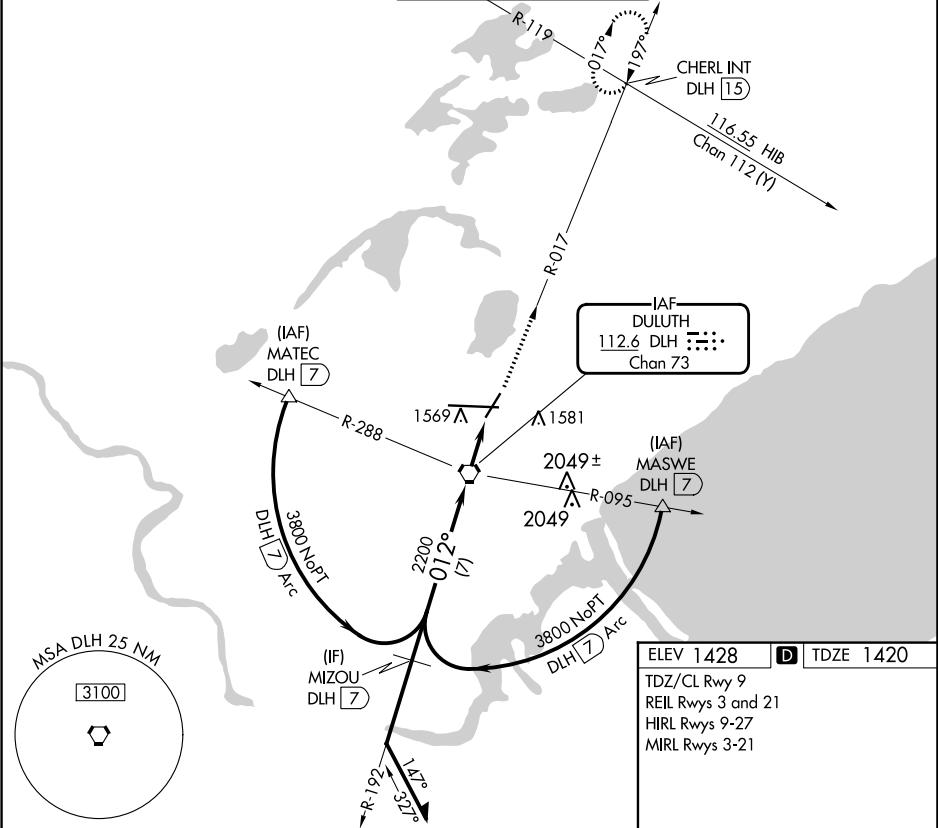 R-119
017°
197°
CHERL INT
DLH 15
116.55 HIB
Chan 112 (Y)
R-017
IAF
DULUTH
112.6 DLH
Chan 73
(IAF)
MATEC
DLH 7
R-288
1569
1581
2049±
2049
(IAF)
MASWE
DLH 7
R-095
3800 NoPT
DLH 7 Arc
2200
012°
(7)
3800 NoPT
DLH 7 Arc
(IF)
MIZOU
DLH 7
R-192
147°
327°
MSA DLH 25 NM
3100
ELEV 1428 D TDZE 1420
TDZ/CL Rwy 9
REIL Rwys 3 and 21
HIRL Rwys 9-27
MIRL Rwys 3-21